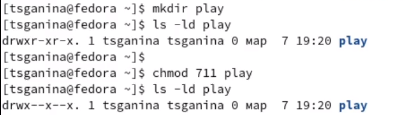 [tsganina@fedora ~]$ mkdir play
[tsganina@fedora ~]$ ls -ld play
drwxr-xr-x. 1 tsganina tsganina 0 мар  7 19:20 play
[tsganina@fedora ~]$
[tsganina@fedora ~]$ chmod 711 play
[tsganina@fedora ~]$ ls -ld play
drwx--x--x. 1 tsganina tsganina 0 мар  7 19:20 play